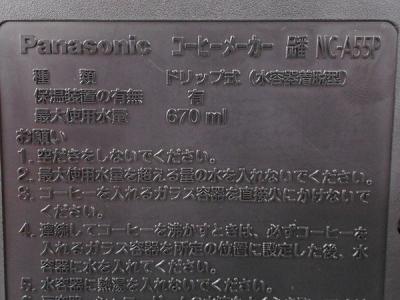 Panasonic コーヒーメーカー 品番 NC-A55P
種類 ドリップ式(水容器着脱型)
保温装置の有無 有
最大使用水量 670 ml
お願い
1. 空だきをしないでください。
2. 最大使用水量を超える量の水を入れないでください。
3. コーヒーを入れるガラス容器を直接火にかけないで
ください。
4. 連続してコーヒーを沸かすときは、必ずコーヒーを
入れるガラス容器を所定の位置に設定した後、水
容器に水を入れてください。
5. 水容器に熱湯を入れないでください。